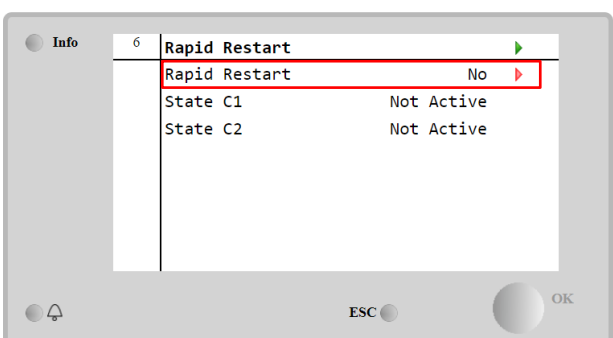 Info
6 Rapid Restart
Rapid Restart No
State C1 Not Active
State C2 Not Active
ESC
OK